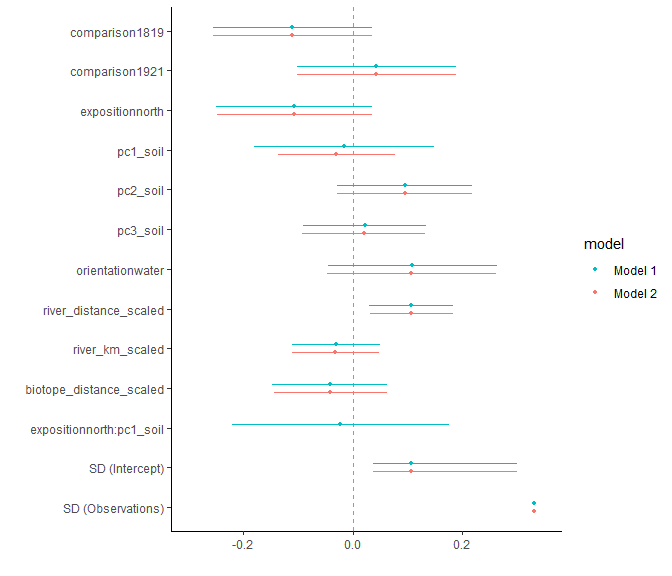 comparison1819
comparison1921
expositionnorth
pc1_soil
pc2_soil
pc3_soil
orientationwater
river_distance_scaled
river_km_scaled
biotope_distance_scaled
expositionnorth:pc1_soil
SD (Intercept)
SD (Observations)
-0.2 0.0 0.2
model
Model 1
Model 2